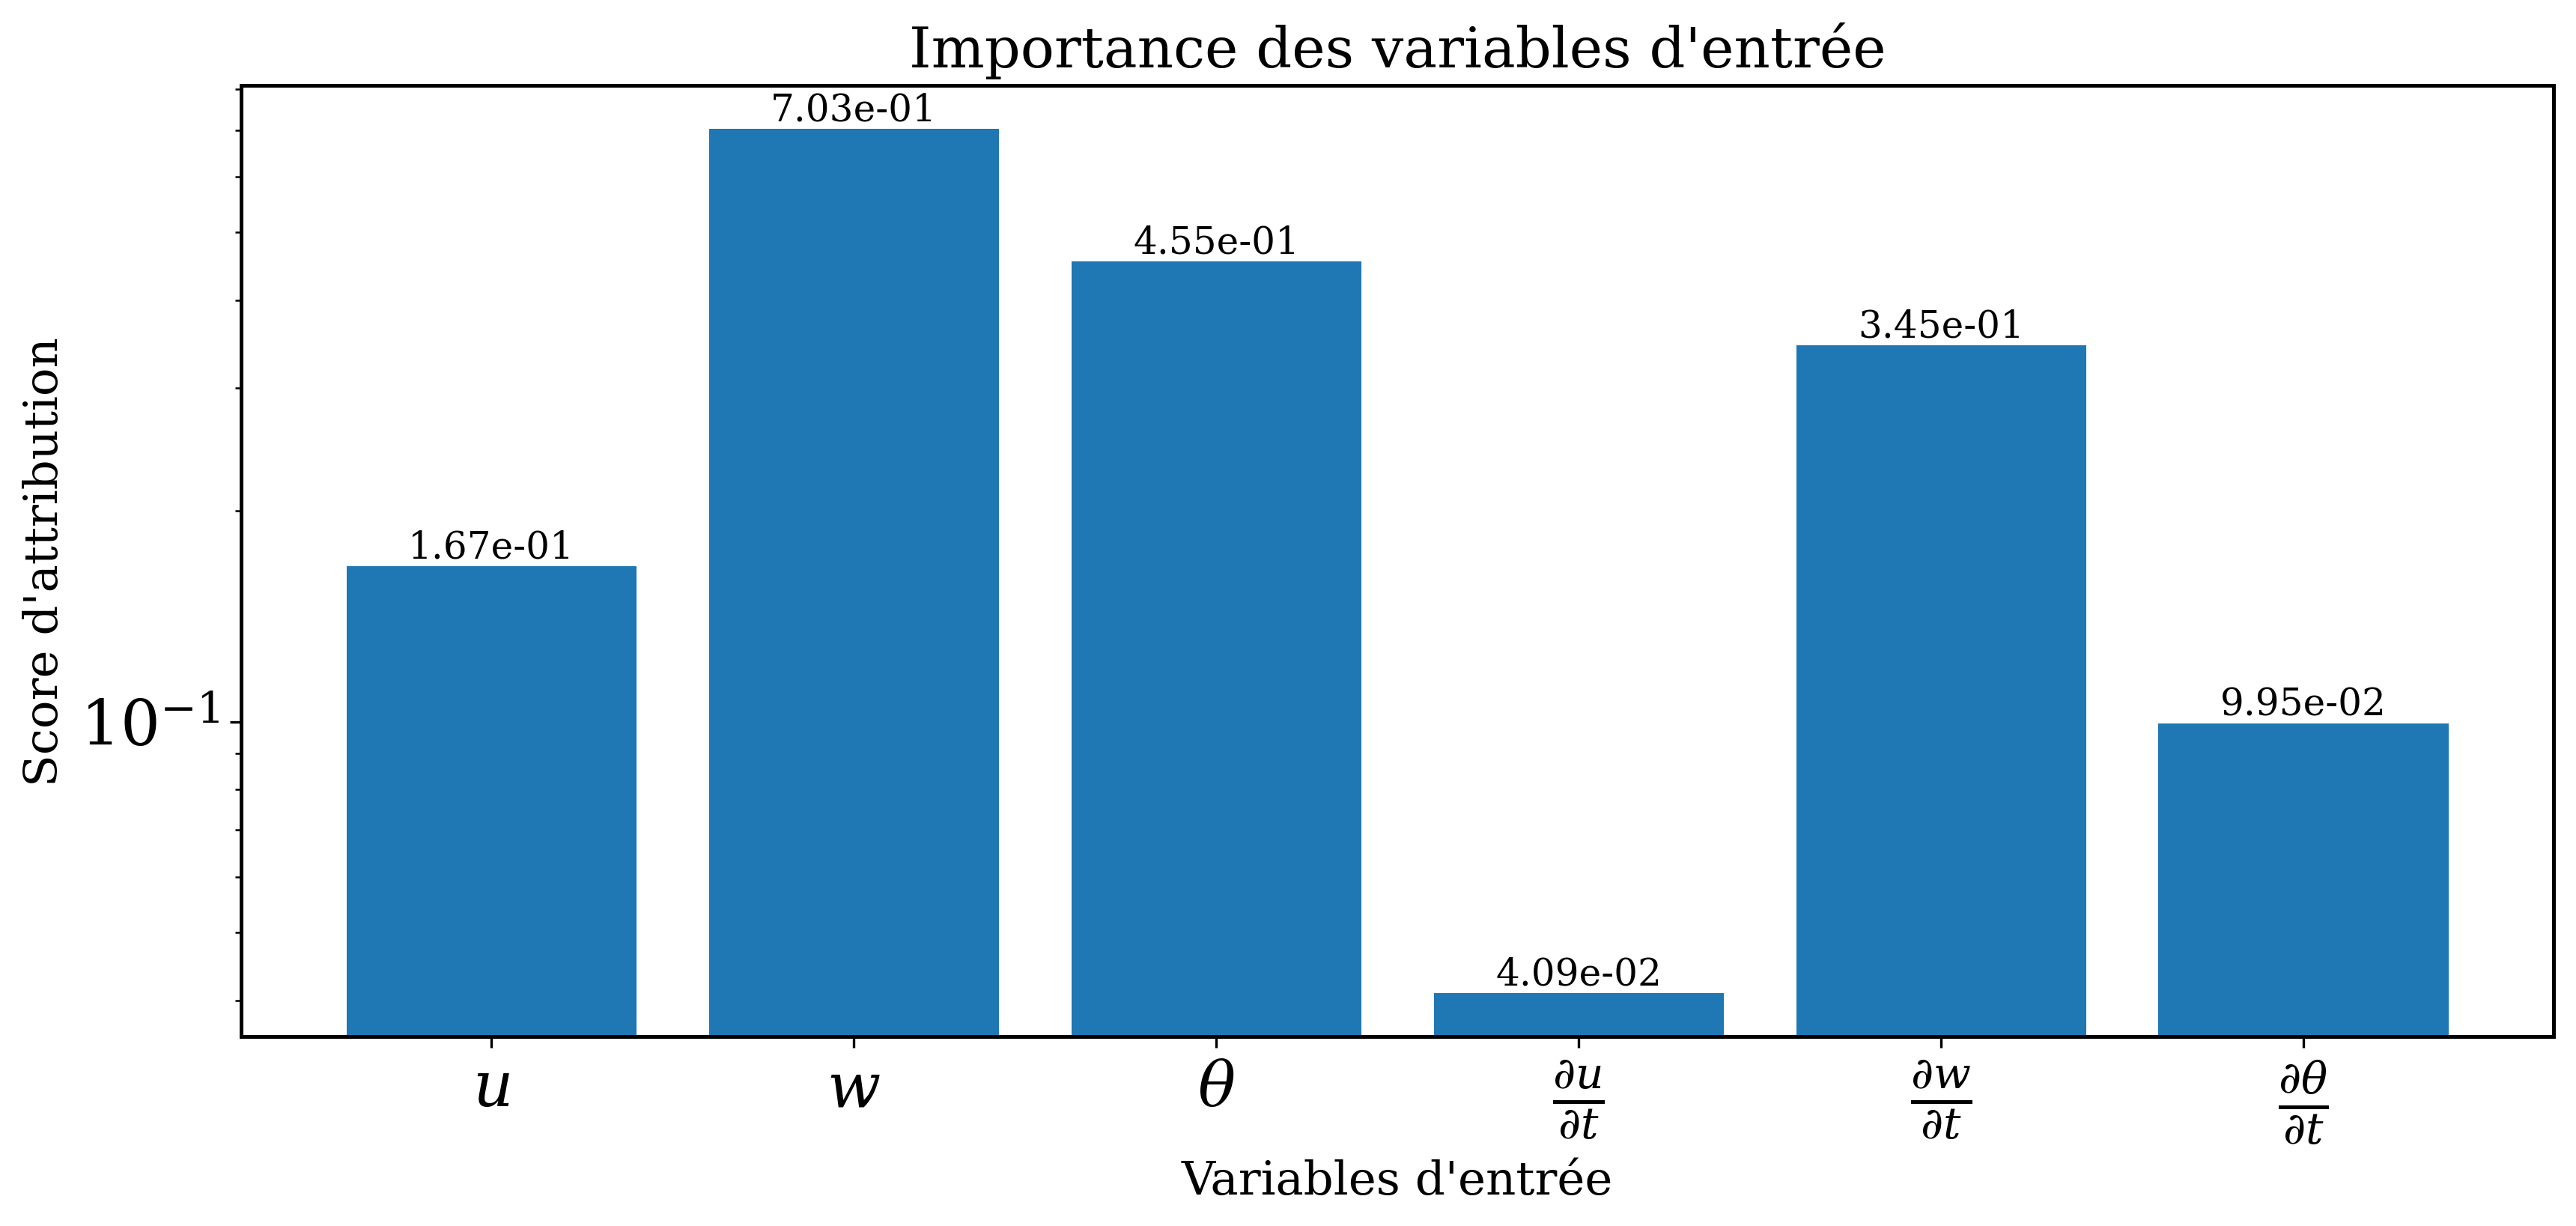 Importance des variables d'entrée
7.03e-01
4.55e-01
3.45e-01
1.67e-01
9.95e-02
4.09e-02
Score d'attribution
10⁻¹
u w θ ∂u/∂t ∂w/∂t ∂θ/∂t
Variables d'entrée